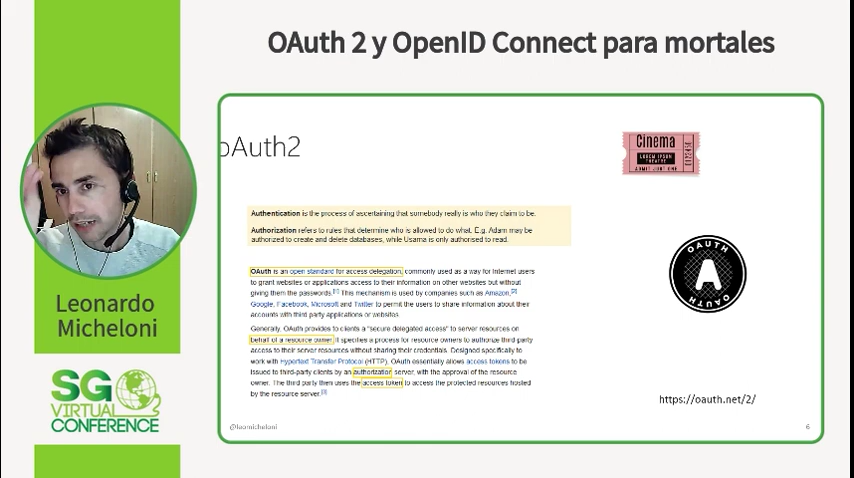 OAuth 2 y OpenID Connect para mortales
oAuth2
Cinema
LOREM IPSUM
THEATRE
ADMIT JUST ONE
Authentication is the process of ascertaining that somebody really is who they claim to be.
Authorization refers to rules that determine who is allowed to do what. E.g. Adam may be
authorized to create and delete databases, while Usama is only authorised to read.
OAuth is an open standard for access delegation, commonly used as a way for Internet users
to grant websites or applications access to their information on other websites but without
giving them the passwords.[1] This mechanism is used by companies such as Amazon,[2]
Google, Facebook, Microsoft and Twitter to permit the users to share information about their
accounts with third party applications or websites.
Generally, OAuth provides to clients a "secure delegated access" to server resources on
behalf of a resource owner. It specifies a process for resource owners to authorize third-party
access to their server resources without sharing their credentials. Designed specifically to
work with Hypertext Transfer Protocol (HTTP), OAuth essentially allows access tokens to be
issued to third-party clients by an authorization server, with the approval of the resource
owner. The third party then uses the access token to access the protected resources hosted
by the resource server.[3]
OAUTH
A
OAUTH
https://oauth.net/2/
@leomicheloni
6
Leonardo
Micheloni
SG
VIRTUAL
CONFERENCE